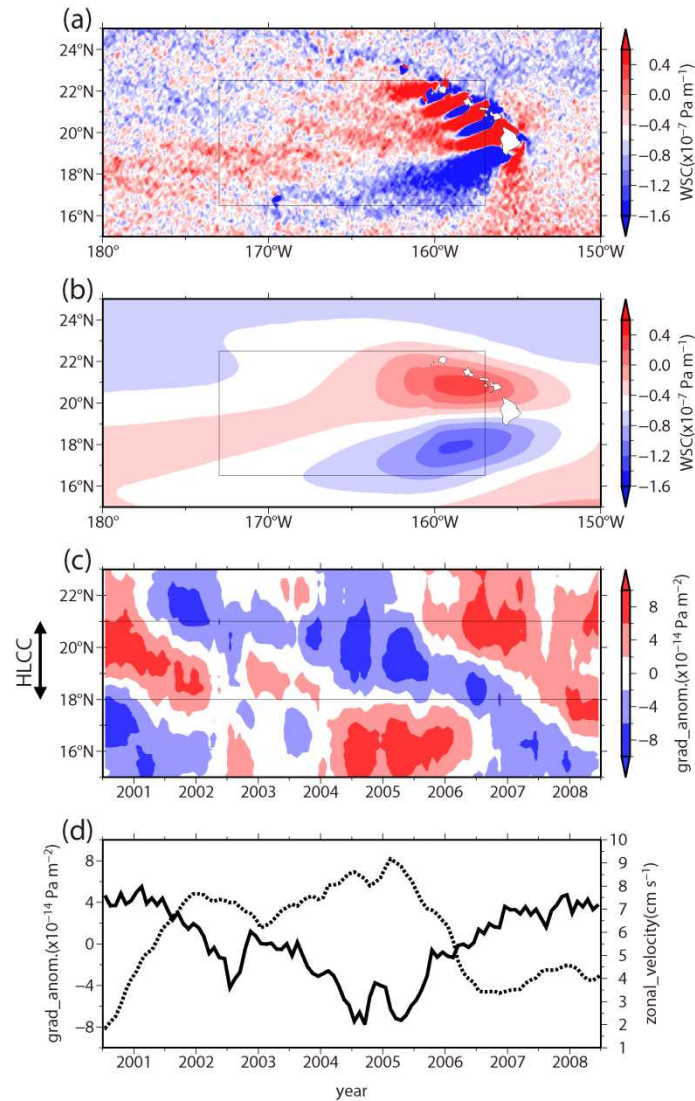 (a)
24°N
22°N
20°N
18°N
16°N
180°
170°W
160°W
150°W
0.4
0.0
−0.4
−0.8
−1.2
−1.6
WSC(x10⁻⁷ Pa m⁻¹)
(b)
24°N
22°N
20°N
18°N
16°N
180°
170°W
160°W
150°W
0.4
0.0
−0.4
−0.8
−1.2
−1.6
WSC(x10⁻⁷ Pa m⁻¹)
(c)
HLCC
22°N
20°N
18°N
16°N
2001 2002 2003 2004 2005 2006 2007 2008
8
4
0
−4
−8
grad_anom.(x10⁻¹⁴ Pa m⁻²)
(d)
grad_anom.(x10⁻¹⁴ Pa m⁻²)
8
4
0
−4
−8
10
9
8
7
6
5
4
3
2
1
zonal_velocity(cm s⁻¹)
2001 2002 2003 2004 2005 2006 2007 2008
year